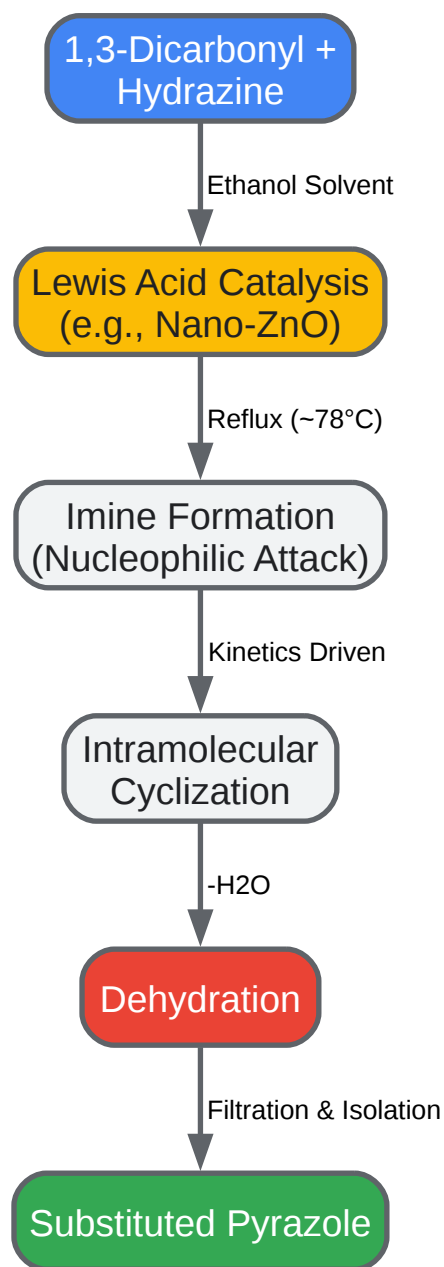 1,3-Dicarbonyl +
Hydrazine
Ethanol Solvent
Lewis Acid Catalysis
(e.g., Nano-ZnO)
Reflux (~78°C)
Imine Formation
(Nucleophilic Attack)
Kinetics Driven
Intramolecular
Cyclization
-H2O
Dehydration
Filtration & Isolation
Substituted Pyrazole